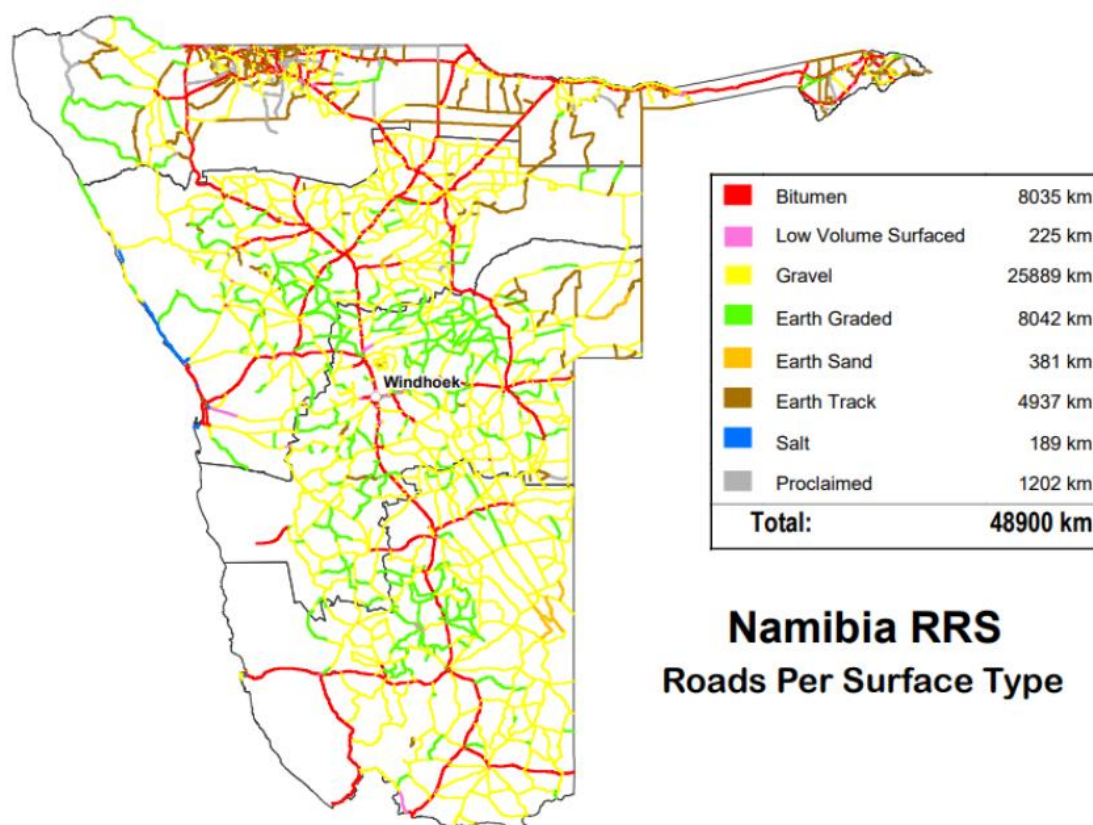 Windhoek
Bitumen 8035 km
Low Volume Surfaced 225 km
Gravel 25889 km
Earth Graded 8042 km
Earth Sand 381 km
Earth Track 4937 km
Salt 189 km
Proclaimed 1202 km
Total: 48900 km
Namibia RRS
Roads Per Surface Type